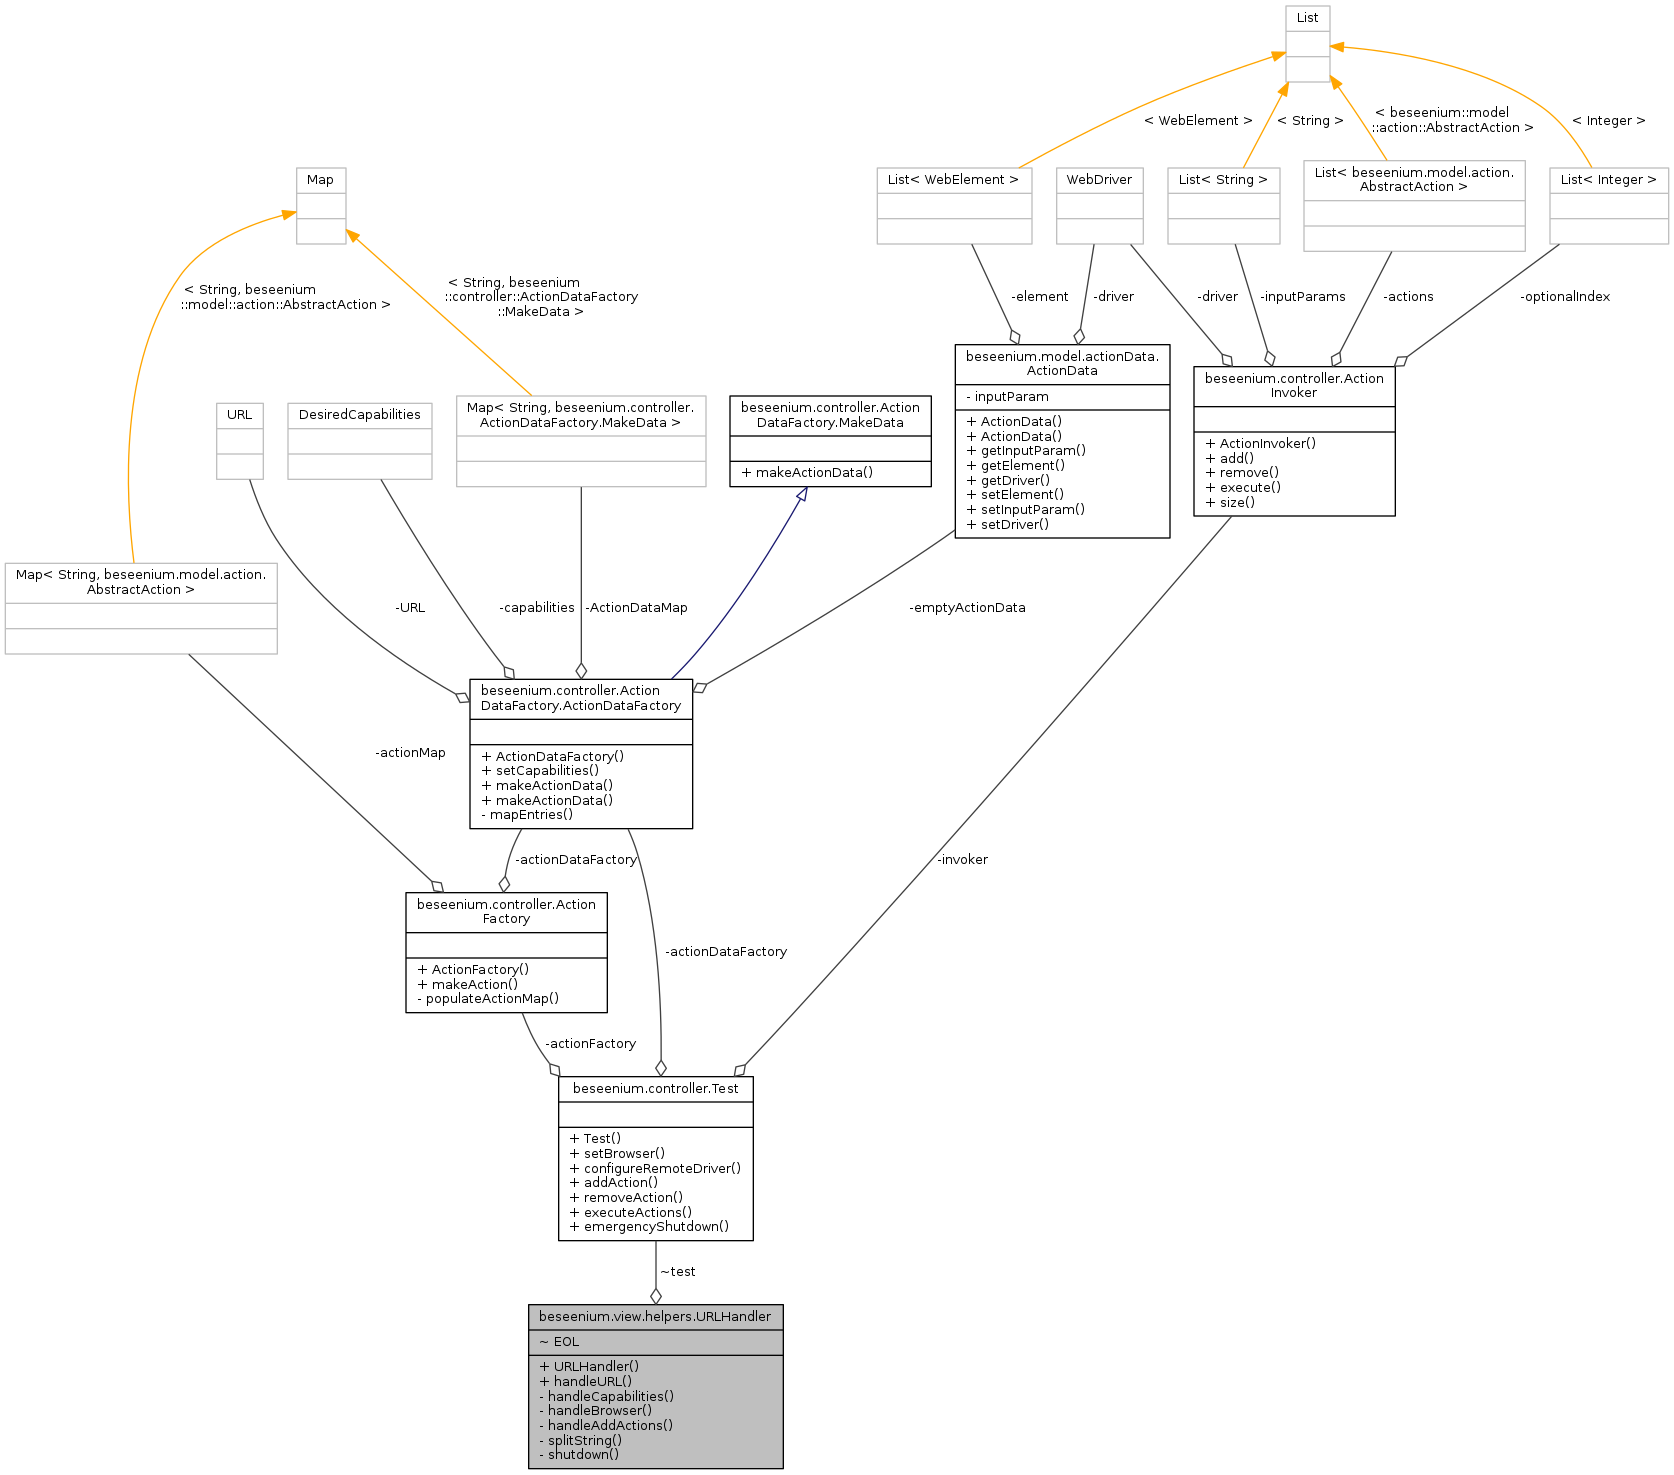 List
< WebElement >
< String >
< beseenium::model
::action::AbstractAction >
< Integer >
Map
List< WebElement >
WebDriver
List< String >
List< beseenium.model.action.
AbstractAction >
List< Integer >
< String, beseenium
::model::action::AbstractAction >
< String, beseenium
::controller::ActionDataFactory
::MakeData >
-element
-driver
-driver
-inputParams
-actions
-optionalIndex
URL
DesiredCapabilities
Map< String, beseenium.controller.
ActionDataFactory.MakeData >
beseenium.controller.Action
DataFactory.MakeData
+ makeActionData()
beseenium.model.actionData.
ActionData
- inputParam
+ ActionData()
+ ActionData()
+ getInputParam()
+ getElement()
+ getDriver()
+ setElement()
+ setInputParam()
+ setDriver()
beseenium.controller.Action
Invoker
+ ActionInvoker()
+ add()
+ remove()
+ execute()
+ size()
Map< String, beseenium.model.action.
AbstractAction >
-URL
-capabilities
-ActionDataMap
-emptyActionData
beseenium.controller.Action
DataFactory.ActionDataFactory
+ ActionDataFactory()
+ setCapabilities()
+ makeActionData()
+ makeActionData()
- mapEntries()
-actionMap
-actionDataFactory
-invoker
beseenium.controller.Action
Factory
+ ActionFactory()
+ makeAction()
- populateActionMap()
-actionDataFactory
-actionFactory
beseenium.controller.Test
+ Test()
+ setBrowser()
+ configureRemoteDriver()
+ addAction()
+ removeAction()
+ executeActions()
+ emergencyShutdown()
~test
beseenium.view.helpers.URLHandler
~ EOL
+ URLHandler()
+ handleURL()
- handleCapabilities()
- handleBrowser()
- handleAddActions()
- splitString()
- shutdown()